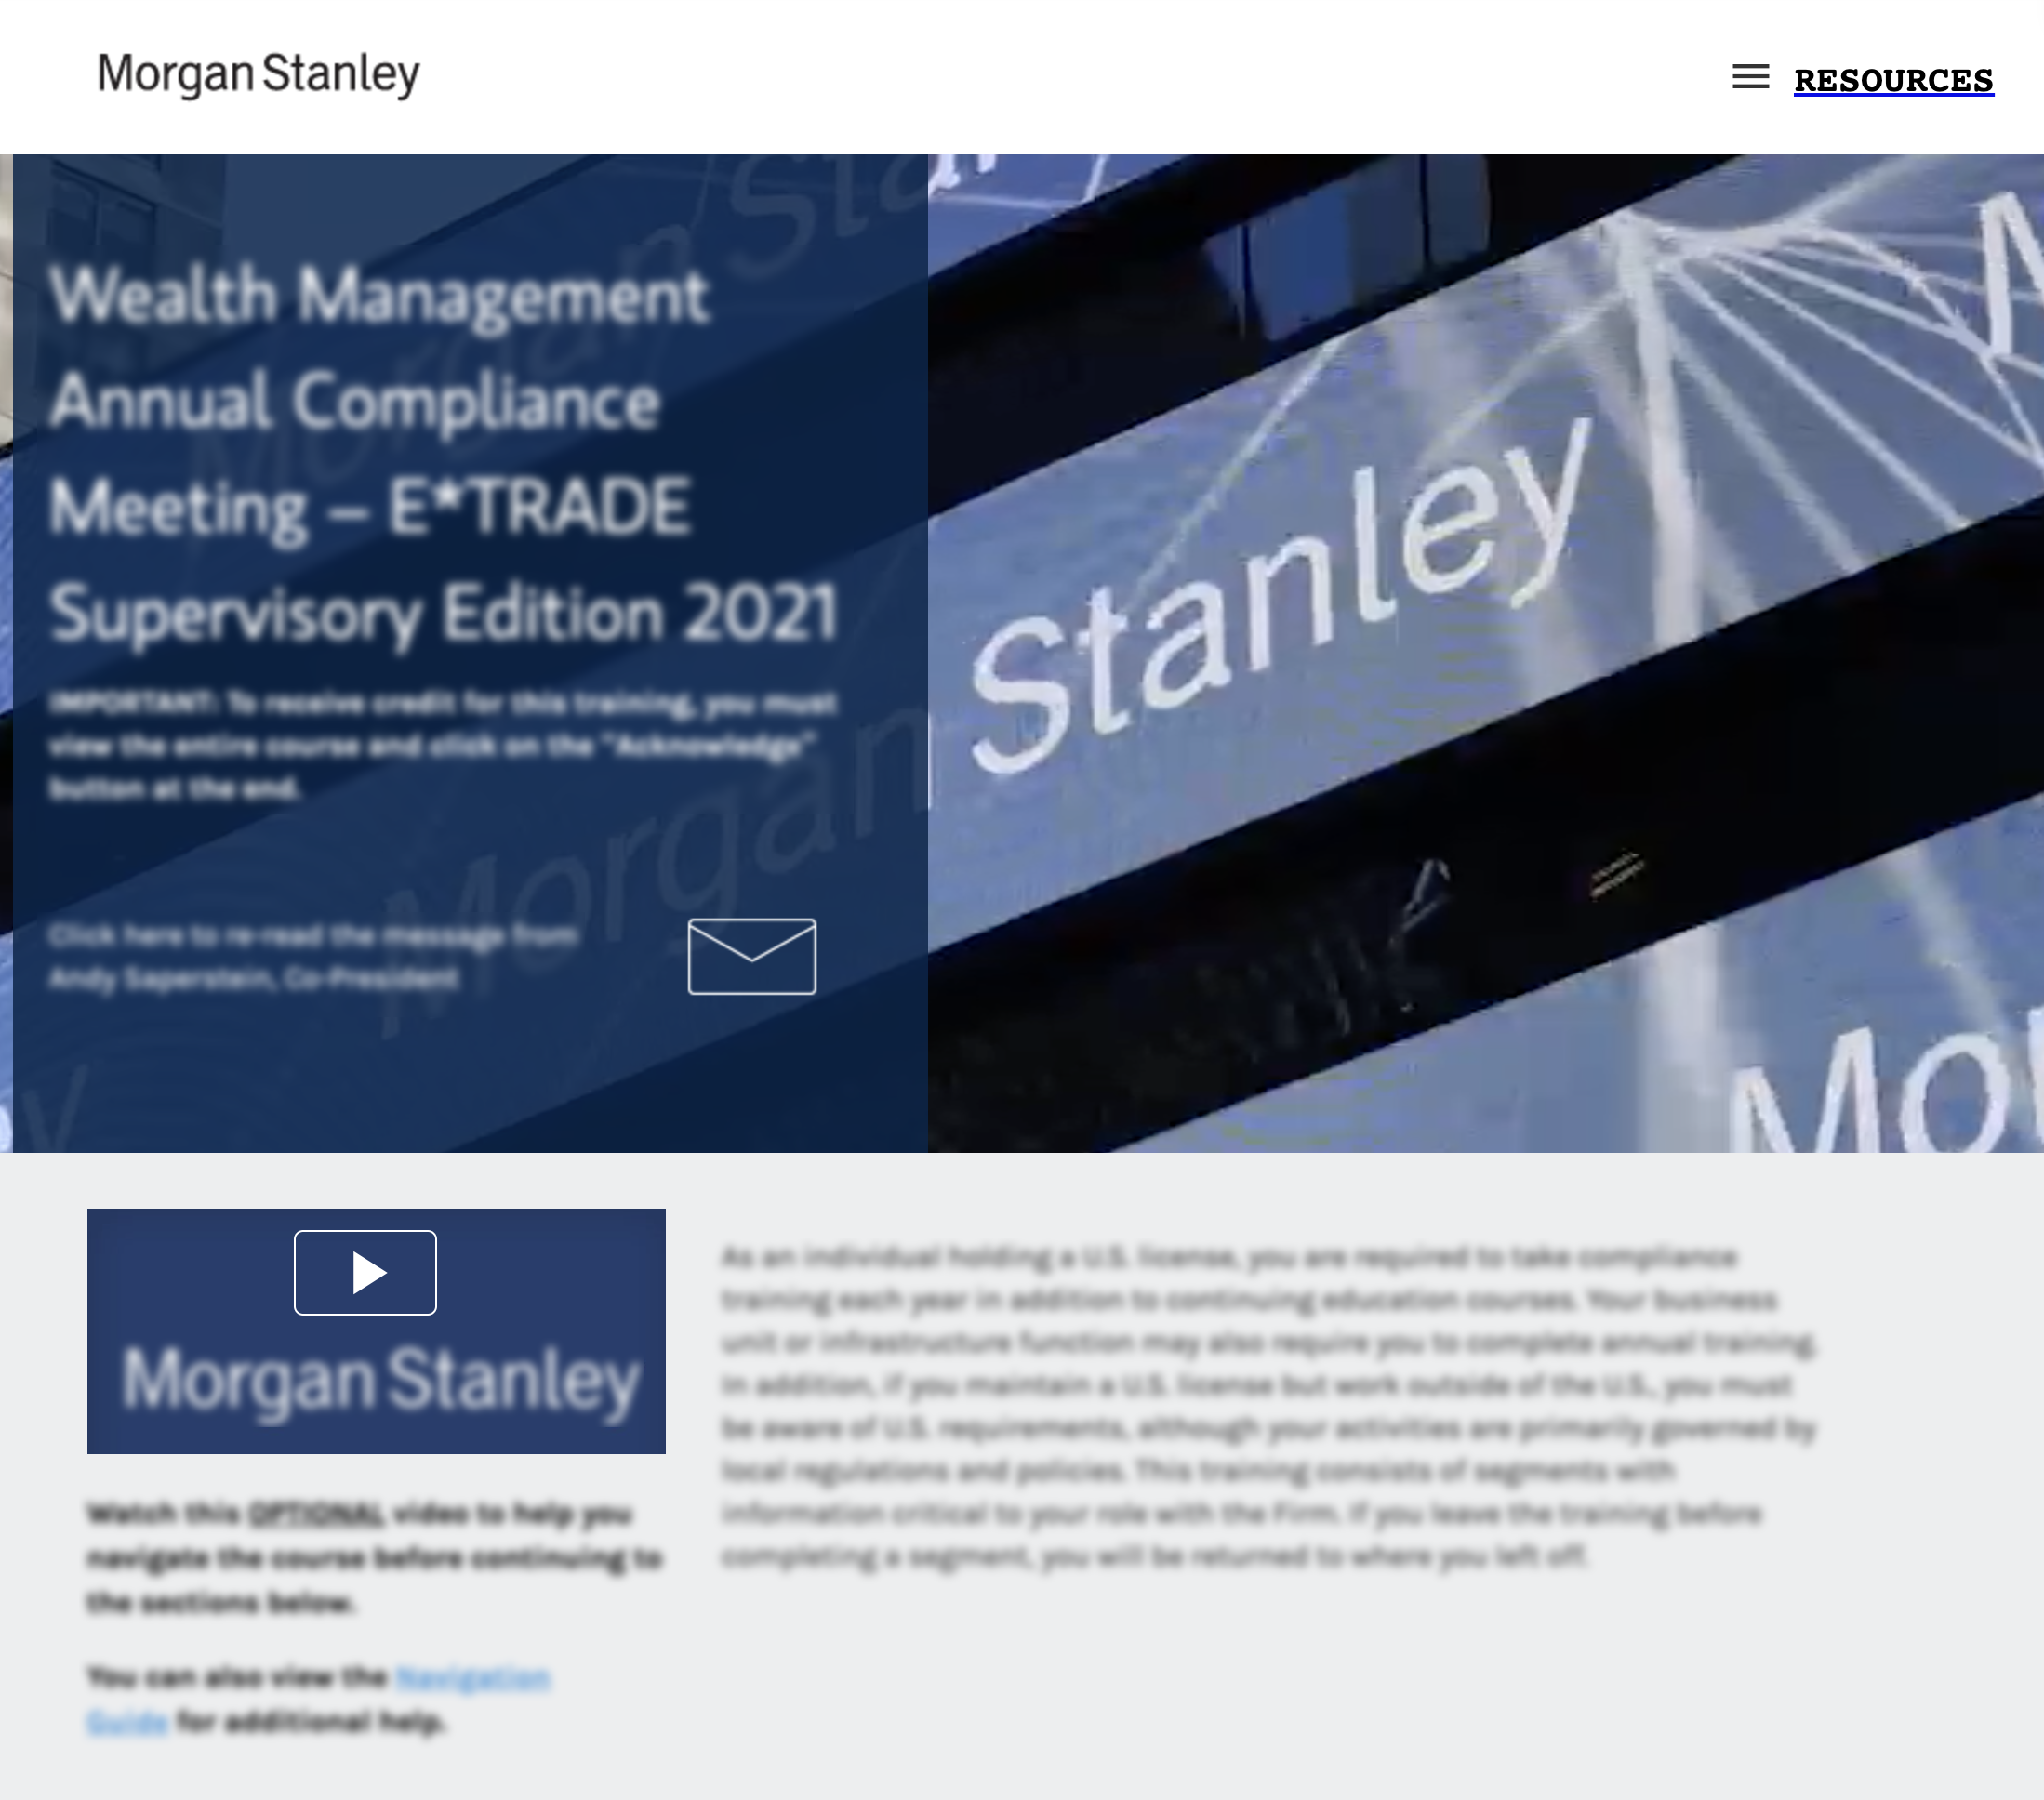 Morgan Stanley
RESOURCES
Wealth Management
Annual Compliance
Meeting – E*TRADE
Supervisory Edition 2021
IMPORTANT: To receive credit for this training, you must
view the entire course and click on the "Acknowledge"
button at the end.
Click here to re-read the message from
Andy Saperstein, Co-President
Morgan Sta
Morgan Stanley
Mor
Morgan Stanley
Watch this OPTIONAL video to help you
navigate the course before continuing to
the sections below.
You can also view the Navigation
Guide for additional help.
As an individual holding a U.S. license, you are required to take compliance
training each year in addition to continuing education courses. Your business
unit or infrastructure function may also require you to complete annual training.
In addition, if you maintain a U.S. license but work outside of the U.S., you must
be aware of U.S. requirements, although your activities are primarily governed by
local regulations and policies. This training consists of segments with
information critical to your role with the Firm. If you leave the training before
completing a segment, you will be returned to where you left off.